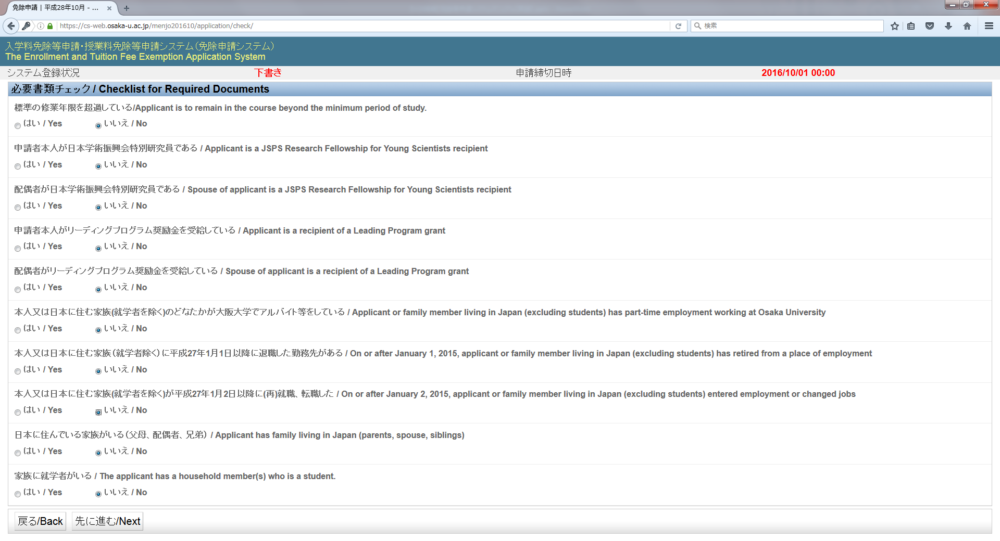 免除申請 | 平成28年10月 - ...
https://cs-web.osaka-u.ac.jp/menjo201610/application/check/
検索
入学料免除等申請・授業料免除等申請システム（免除申請システム）
The Enrollment and Tuition Fee Exemption Application System
システム登録状況 下書き 申請締切日時 2016/10/01 00:00
必要書類チェック / Checklist for Required Documents
標準の修業年限を超過している/Applicant is to remain in the course beyond the minimum period of study.
はい / Yes いいえ / No
申請者本人が日本学術振興会特別研究員である / Applicant is a JSPS Research Fellowship for Young Scientists recipient
はい / Yes いいえ / No
配偶者が日本学術振興会特別研究員である / Spouse of applicant is a JSPS Research Fellowship for Young Scientists recipient
はい / Yes いいえ / No
申請者本人がリーディングプログラム奨励金を受給している / Applicant is a recipient of a Leading Program grant
はい / Yes いいえ / No
配偶者がリーディングプログラム奨励金を受給している / Spouse of applicant is a recipient of a Leading Program grant
はい / Yes いいえ / No
本人又は日本に住む家族(就学者を除く)のどなたかが大阪大学でアルバイト等をしている / Applicant or family member living in Japan (excluding students) has part-time employment working at Osaka University
はい / Yes いいえ / No
本人又は日本に住む家族（就学者除く）に平成27年1月1日以降に退職した勤務先がある / On or after January 1, 2015, applicant or family member living in Japan (excluding students) has retired from a place of employment
はい / Yes いいえ / No
本人又は日本に住む家族(就学者を除く)が平成27年1月2日以降に(再)就職、転職した / On or after January 2, 2015, applicant or family member living in Japan (excluding students) entered employment or changed jobs
はい / Yes いいえ / No
日本に住んでいる家族がいる（父母、配偶者、兄弟） / Applicant has family living in Japan (parents, spouse, siblings)
はい / Yes いいえ / No
家族に就学者がいる / The applicant has a household member(s) who is a student.
はい / Yes いいえ / No
戻る/Back 先に進む/Next